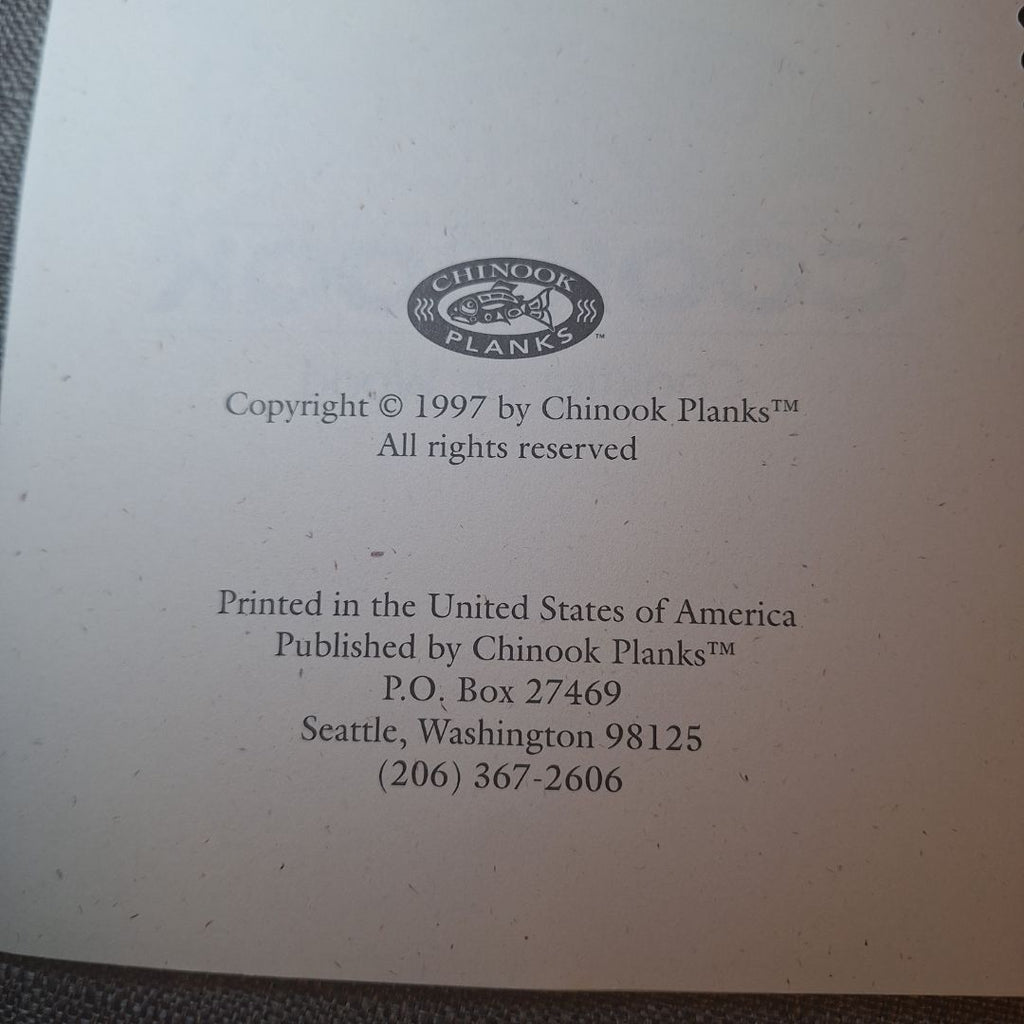 CHINOOK
PLANKS™
Copyright © 1997 by Chinook Planks™
All rights reserved
Printed in the United States of America
Published by Chinook Planks™
P.O. Box 27469
Seattle, Washington 98125
(206) 367-2606